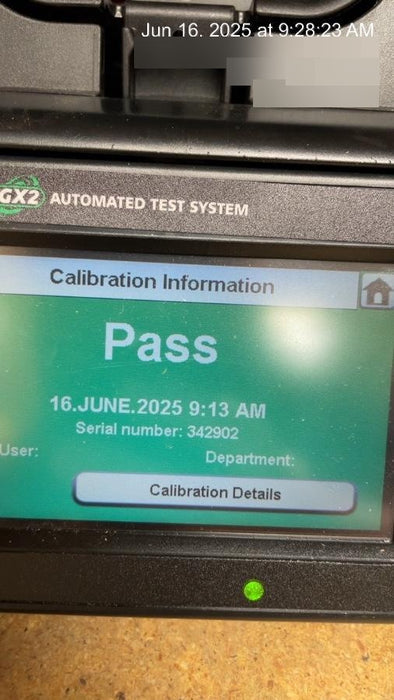 Jun 16. 2025 at 9:28:23 AM
GX2 AUTOMATED TEST SYSTEM
Calibration Information
Pass
16.JUNE.2025 9:13 AM
Serial number: 342902
User:
Department:
Calibration Details